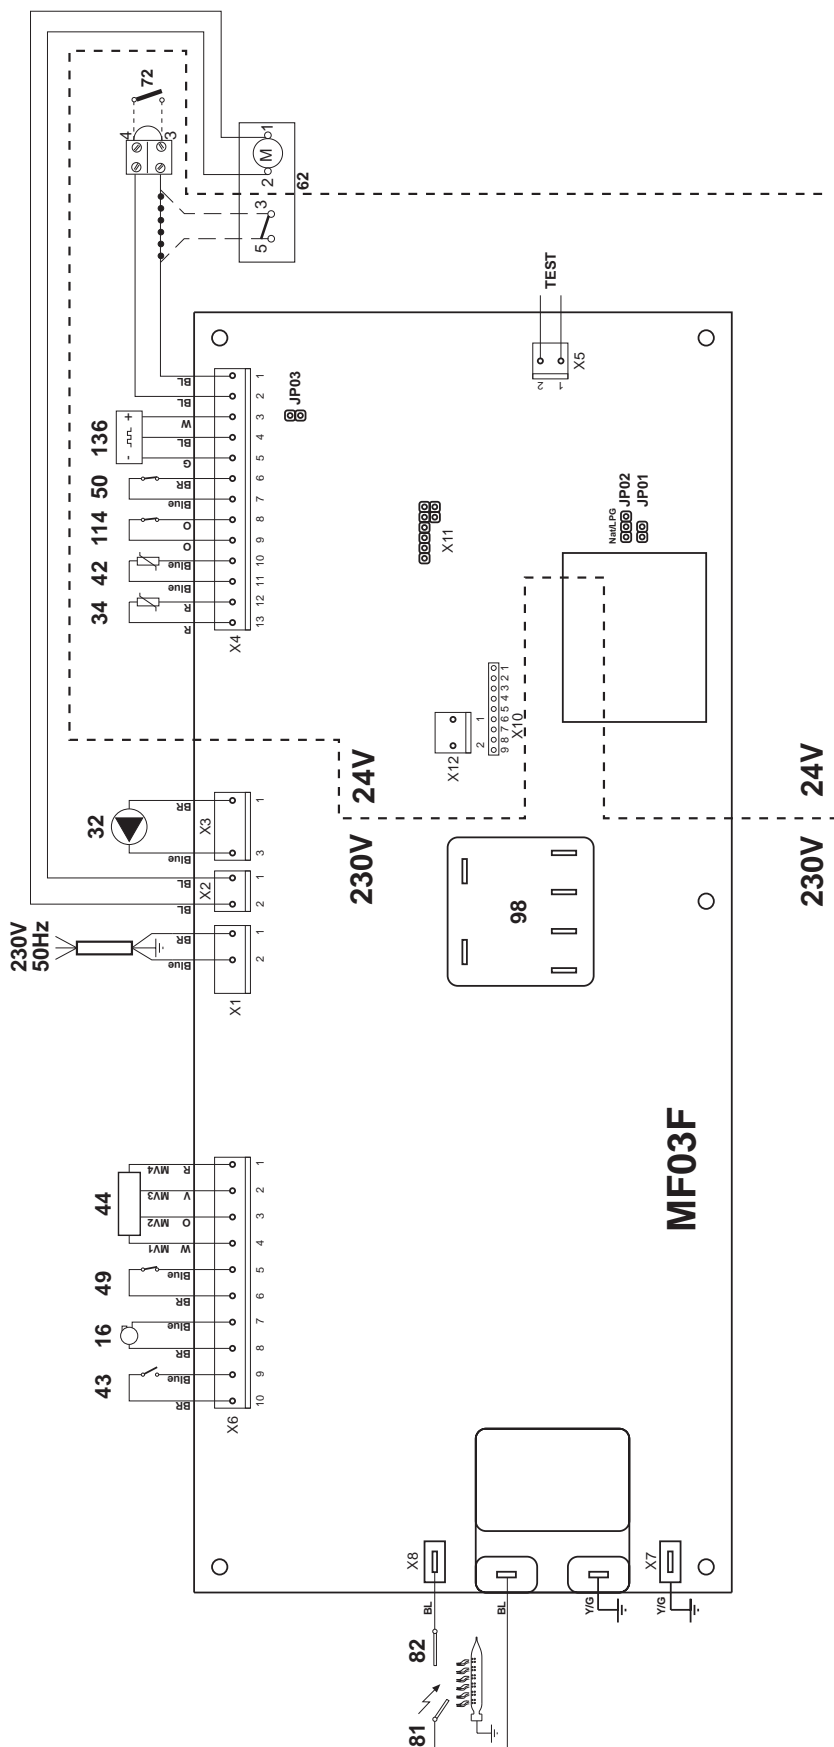 72
4
3
1
M
2
62
3
5
TEST
X5
2
1
BL
BL
W
BL
G
BR
Blue
O
O
Blue
Blue
R
R
1
2
3
4
5
6
7
8
9
10
11
12
13
X4
136
+
-
50
114
42
34
JP03
X11
Nat/LPG
JP02
JP01
X12
2
1
X10
9 8 7 6 5 4 3 2 1
24V
230V
24V
230V
32
BR
Blue
X3
1
3
BL
BL
X2
1
2
230V
50Hz
BR
Blue
X1
1
2
98
MF03F
44
R MV4
V MV3
O MV2
W MV1
49
Blue
BR
16
Blue
BR
43
Blue
BR
1
2
3
4
5
6
7
8
9
10
X6
X8
X7
BL
BL
Y/G
Y/G
82
81